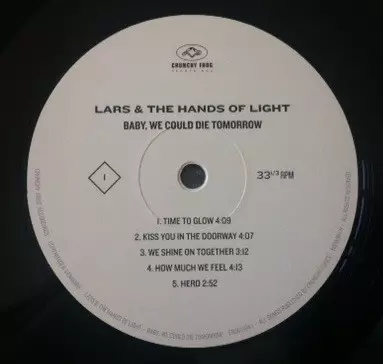 CRUNCHY FROG
LARS & THE HANDS OF LIGHT
BABY, WE COULD DIE TOMORROW
I
33 1/3 RPM
1. TIME TO GLOW 4:09
2. KISS YOU IN THE DOORWAY 4:07
3. WE SHINE ON TOGETHER 3:12
4. HOW MUCH WE FEEL 4:13
5. HERO 2:52